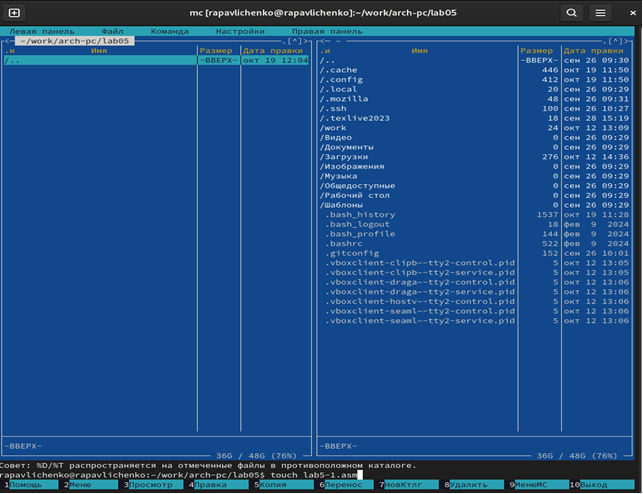 mc [rapavlichenko@rapavlichenko]:~/work/arch-pc/lab05
Левая панель Файл Команда Настройки Правая панель
~/work/arch-pc/lab05 .[^]
.и Имя Размер Дата правки
/.. -ВВЕРХ- окт 19 12:04
-ВВЕРХ-
36G / 48G (76%)
~ .[^]
.и Имя Размер Дата правки
/.. -ВВЕРХ- сен 26 09:30
/.cache 446 окт 19 11:50
/.config 412 окт 19 11:50
/.local 20 сен 26 09:29
/.mozilla 48 сен 26 09:31
/.ssh 100 сен 26 10:27
/.texlive2023 18 сен 28 15:19
/work 24 окт 12 13:09
/Видео 0 сен 26 09:29
/Документы 0 сен 26 09:29
/Загрузки 276 окт 12 14:36
/Изображения 0 сен 26 09:29
/Музыка 0 сен 26 09:29
/Общедоступные 0 сен 26 09:29
/Рабочий стол 0 сен 26 09:29
/Шаблоны 0 сен 26 09:29
.bash_history 1537 окт 19 11:28
.bash_logout 18 фев 9 2024
.bash_profile 144 фев 9 2024
.bashrc 522 фев 9 2024
.gitconfig 152 сен 26 10:01
.vboxclient-clipb--tty2-control.pid 5 окт 12 13:05
.vboxclient-clipb--tty2-service.pid 5 окт 12 13:05
.vboxclient-draga--tty2-control.pid 5 окт 12 13:06
.vboxclient-draga--tty2-service.pid 5 окт 12 13:06
.vboxclient-hostv--tty2-control.pid 5 окт 12 13:06
.vboxclient-seaml--tty2-control.pid 5 окт 12 13:06
.vboxclient-seaml--tty2-service.pid 5 окт 12 13:06
-ВВЕРХ-
36G / 48G (76%)
Совет: %D/%T распространяется на отмеченные файлы в противоположном каталоге.
rapavlichenko@rapavlichenko:~/work/arch-pc/lab05$ touch lab5-1.asm
1Помощь 2Меню 3Просмотр 4Правка 5Копия 6Перенос 7НовКтлг 8Удалить 9МенюMC 10Выход